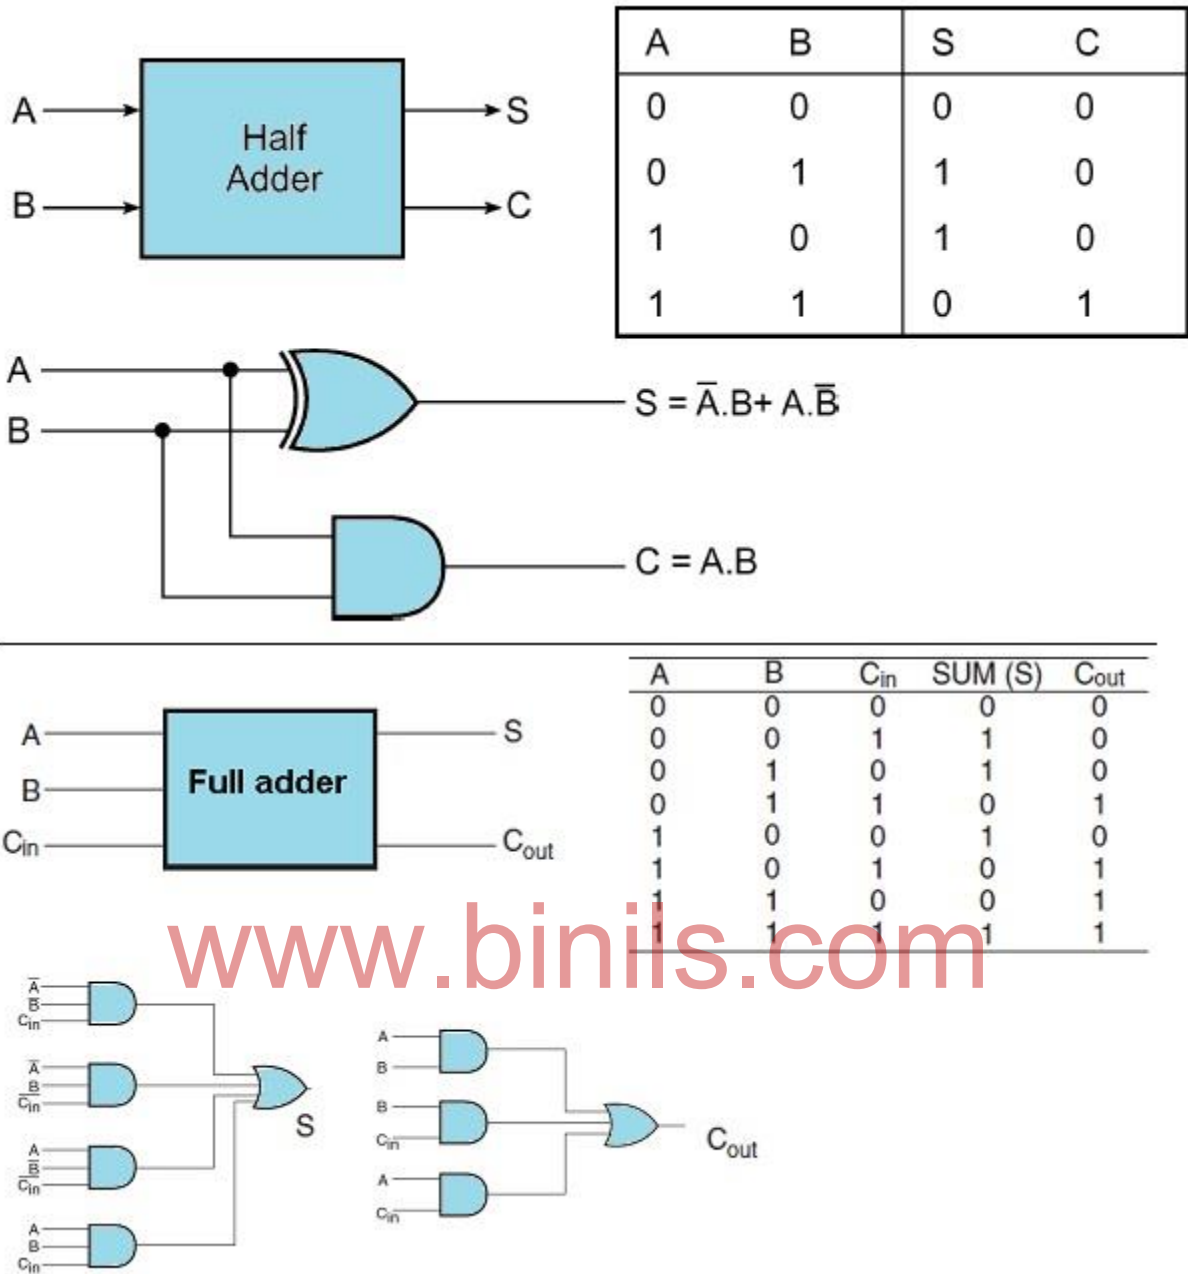 A B S C
0 0 0 0
0 1 1 0
1 0 1 0
1 1 0 1
A
B
Half
Adder
S
C
A
B
S = A̅.B+ A.B̅
C = A.B
A B Cin SUM (S) Cout
0 0 0 0 0
0 0 1 1 0
0 1 0 1 0
0 1 1 0 1
1 0 0 1 0
1 0 1 0 1
1 1 0 0 1
1 1 1 1 1
A
B
Cin
Full adder
S
Cout
www.binils.com
A̅
B̅
Cin
A̅
B
C̅i̅n̅
A
B̅
C̅i̅n̅
A
B
Cin
S
A
B
B
Cin
A
Cin
Cout